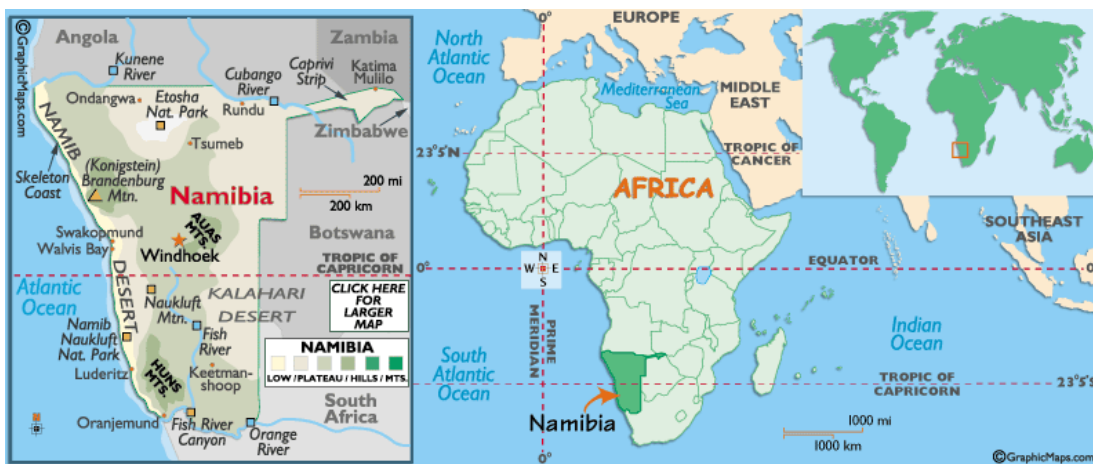 ©GraphicMaps.com
Angola
Zambia
Kunene
River
Cubango
River
Caprivi
Strip
Katima
Mulilo
Ondangwa
Etosha
Nat. Park
Rundu
Zimbabwe
NAMIB
Tsumeb
Skeleton
Coast
(Konigstein)
Brandenburg
Mtn.
Namibia
200 mi
200 km
AUAS
MTS.
Swakopmund
Walvis Bay
Windhoek
Botswana
TROPIC OF
CAPRICORN
Atlantic
Ocean
DESERT
Naukluft
Mtn.
KALAHARI
DESERT
CLICK HERE
FOR
LARGER
MAP
Namib
Naukluft
Nat. Park
Fish
River
NAMIBIA
LOW / PLATEAU / HILLS / MTS.
Luderitz
HUNS
MTS.
Keetman-
shoop
South
Africa
Oranjemund
Fish River
Canyon
Orange
River
0°
EUROPE
North
Atlantic
Ocean
Mediterranean
Sea
MIDDLE
EAST
23°5'N
TROPIC OF
CANCER
AFRICA
SOUTHEAST
ASIA
N
W E
S
0°
EQUATOR
0°
PRIME
MERIDIAN
Indian
Ocean
South
Atlantic
Ocean
TROPIC OF
CAPRICORN
23°5'S
Namibia
1000 mi
1000 km
0°
©GraphicMaps.com